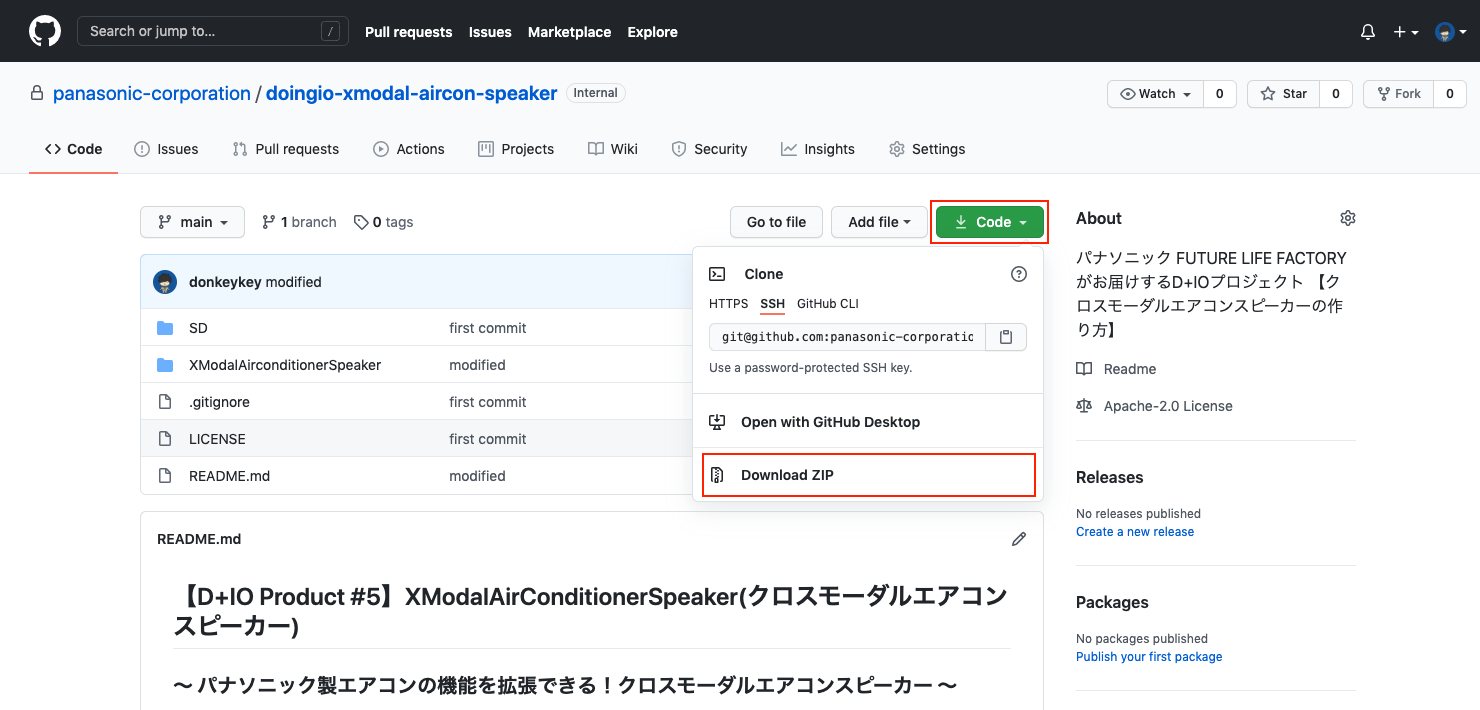 Search or jump to... /
Pull requests Issues Marketplace Explore
panasonic-corporation / doingio-xmodal-aircon-speaker Internal
Watch 0 Star 0 Fork 0
Code Issues Pull requests Actions Projects Wiki Security Insights Settings
main 1 branch 0 tags Go to file Add file Code
donkeykey modified
SD first commit
XModalAirconditionerSpeaker modified
.gitignore first commit
LICENSE first commit
README.md modified
Clone
HTTPS SSH GitHub CLI
git@github.com:panasonic-corporatio
Use a password-protected SSH key.
Open with GitHub Desktop
Download ZIP
README.md
【D+IO Product #5】XModalAirConditionerSpeaker(クロスモーダルエアコン
スピーカー)
〜 パナソニック製エアコンの機能を拡張できる！クロスモーダルエアコンスピーカー 〜
About
パナソニック FUTURE LIFE FACTORY
がお届けするD+IOプロジェクト 【ク
ロスモーダルエアコンスピーカーの作
り方】
Readme
Apache-2.0 License
Releases
No releases published
Create a new release
Packages
No packages published
Publish your first package